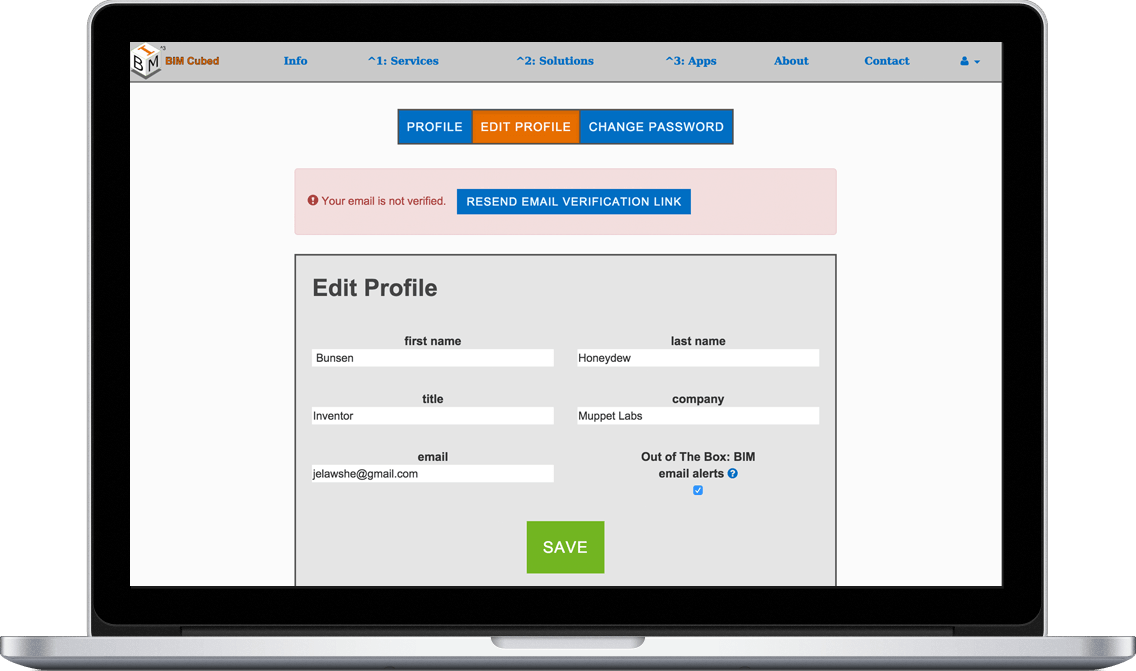 BIM^3 BIM Cubed Info ^1: Services ^2: Solutions ^3: Apps About Contact
PROFILE EDIT PROFILE CHANGE PASSWORD
Your email is not verified. RESEND EMAIL VERIFICATION LINK
Edit Profile
first name last name
Bunsen Honeydew
title company
Inventor Muppet Labs
email Out of The Box: BIM
email alerts ?
jelawshe@gmail.com
SAVE